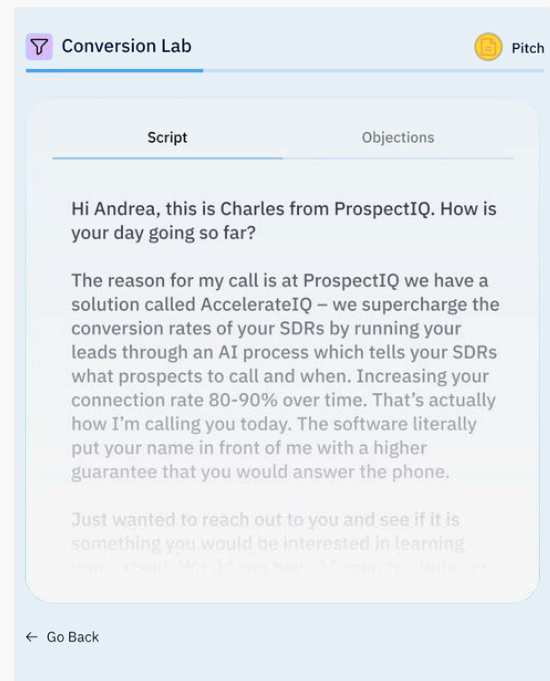 Conversion Lab
Pitch
Script
Objections
Hi Andrea, this is Charles from ProspectIQ. How is
your day going so far?
The reason for my call is at ProspectIQ we have a
solution called AccelerateIQ – we supercharge the
conversion rates of your SDRs by running your
leads through an AI process which tells your SDRs
what prospects to call and when. Increasing your
connection rate 80-90% over time. That’s actually
how I’m calling you today. The software literally
put your name in front of me with a higher
guarantee that you would answer the phone.
Just wanted to reach out to you and see if it is
something you would be interested in learning
← Go Back